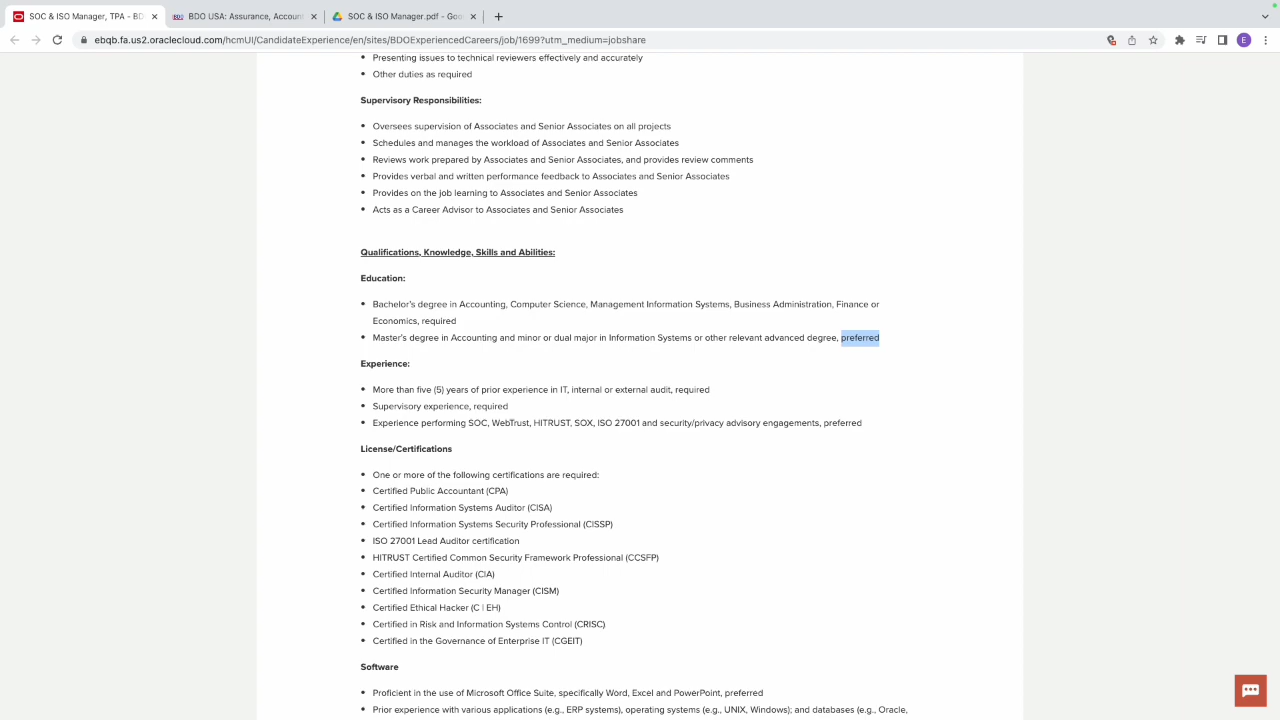 SOC & ISO Manager, TPA - BD
BDO USA: Assurance, Accoun
SOC & ISO Manager.pdf - Goo
ebqb.fa.us2.oraclecloud.com/hcmUI/CandidateExperience/en/sites/BDOExperiencedCareers/job/1699?utm_medium=jobshare
E
• Presenting issues to technical reviewers effectively and accurately
• Other duties as required
Supervisory Responsibilities:
• Oversees supervision of Associates and Senior Associates on all projects
• Schedules and manages the workload of Associates and Senior Associates
• Reviews work prepared by Associates and Senior Associates, and provides review comments
• Provides verbal and written performance feedback to Associates and Senior Associates
• Provides on the job learning to Associates and Senior Associates
• Acts as a Career Advisor to Associates and Senior Associates
Qualifications, Knowledge, Skills and Abilities:
Education:
• Bachelor's degree in Accounting, Computer Science, Management Information Systems, Business Administration, Finance or
Economics, required
• Master's degree in Accounting and minor or dual major in Information Systems or other relevant advanced degree, preferred
Experience:
• More than five (5) years of prior experience in IT, internal or external audit, required
• Supervisory experience, required
• Experience performing SOC, WebTrust, HITRUST, SOX, ISO 27001 and security/privacy advisory engagements, preferred
License/Certifications
• One or more of the following certifications are required:
• Certified Public Accountant (CPA)
• Certified Information Systems Auditor (CISA)
• Certified Information Systems Security Professional (CISSP)
• ISO 27001 Lead Auditor certification
• HITRUST Certified Common Security Framework Professional (CCSFP)
• Certified Internal Auditor (CIA)
• Certified Information Security Manager (CISM)
• Certified Ethical Hacker (C | EH)
• Certified in Risk and Information Systems Control (CRISC)
• Certified in the Governance of Enterprise IT (CGEIT)
Software
• Proficient in the use of Microsoft Office Suite, specifically Word, Excel and PowerPoint, preferred
• Prior experience with various applications (e.g., ERP systems), operating systems (e.g., UNIX, Windows); and databases (e.g., Oracle,